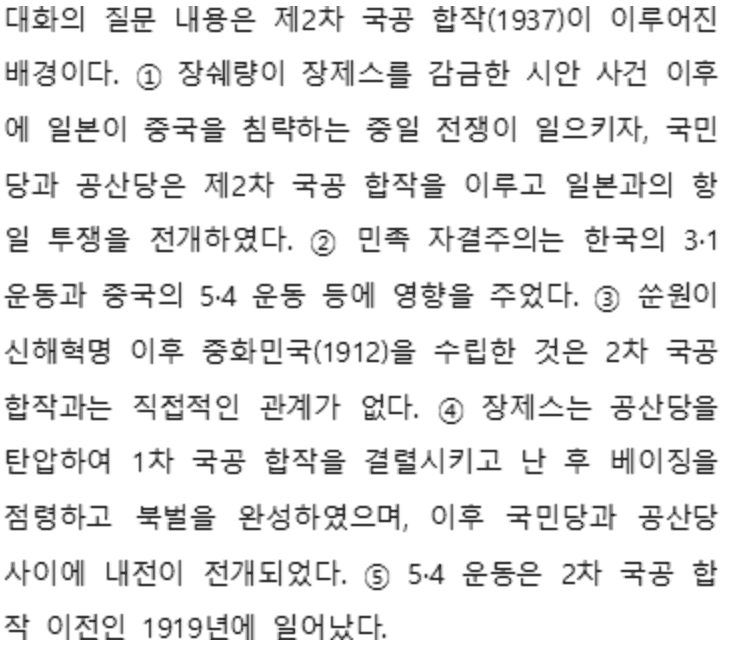 대화의 질문 내용은 제2차 국공 합작(1937)이 이루어진
배경이다. ① 장쉐량이 장제스를 감금한 시안 사건 이후
에 일본이 중국을 침략하는 중일 전쟁이 일으키자, 국민
당과 공산당은 제2차 국공 합작을 이루고 일본과의 항
일 투쟁을 전개하였다. ② 민족 자결주의는 한국의 3·1
운동과 중국의 5·4 운동 등에 영향을 주었다. ③ 쑨원이
신해혁명 이후 중화민국(1912)을 수립한 것은 2차 국공
합작과는 직접적인 관계가 없다. ④ 장제스는 공산당을
탄압하여 1차 국공 합작을 결렬시키고 난 후 베이징을
점령하고 북벌을 완성하였으며, 이후 국민당과 공산당
사이에 내전이 전개되었다. ⑤ 5·4 운동은 2차 국공 합
작 이전인 1919년에 일어났다.